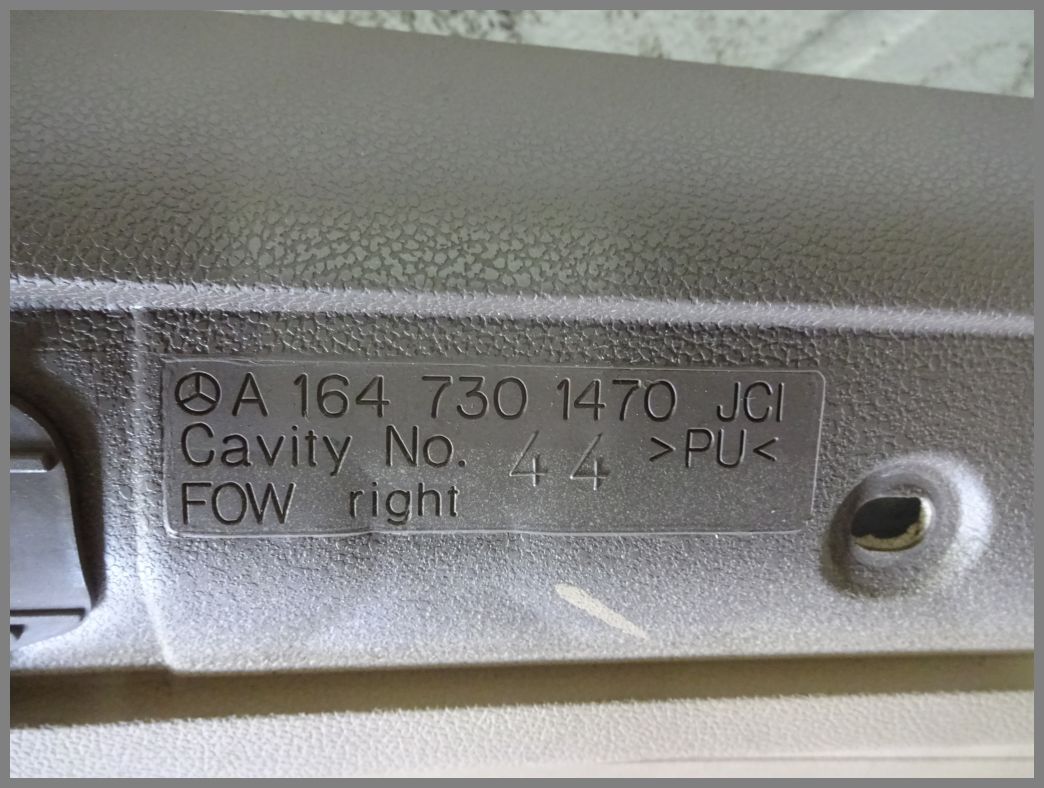 A 164 730 1470 JCI
Cavity No. 44 >PU<
FOW right